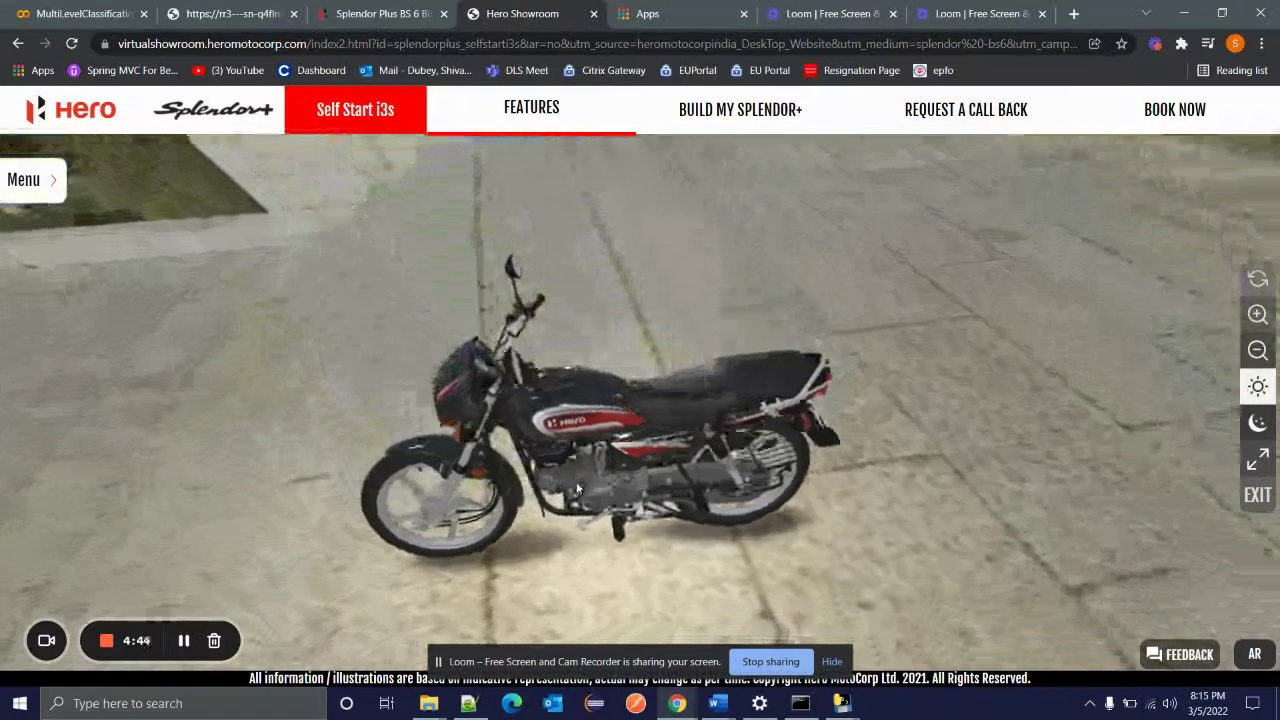 MultiLevelClassificati
https://rr3---sn-q4flm
Splendor Plus BS 6 Bi
Hero Showroom
Apps
Loom | Free Screen &
Loom | Free Screen &
virtualshowroom.heromotocorp.com/index2.html?id=splendorplus_selfstarti3s&at=no&utm_source=heromotocorpindia_DeskTop_Website&utm_medium=splendor%20-bs6&utm_camp...
S
Apps
Spring MVC For Be...
(3) YouTube
Dashboard
Mail - Dubey, Shiva...
DLS Meet
Citrix Gateway
EUPortal
EU Portal
Resignation Page
epfo
Reading list
HERO
Splendor+
Self Start i3s
FEATURES
BUILD MY SPLENDOR+
REQUEST A CALL BACK
BOOK NOW
Menu
HERO
EXIT
4:44
Loom – Free Screen and Cam Recorder is sharing your screen.
Stop sharing
Hide
FEEDBACK
AR
All information / illustrations are based on indicative representation, actual may change as per time. Copyright Hero MotoCorp Ltd. 2021. All Rights Reserved.
Type here to search
8:15 PM
3/5/2022